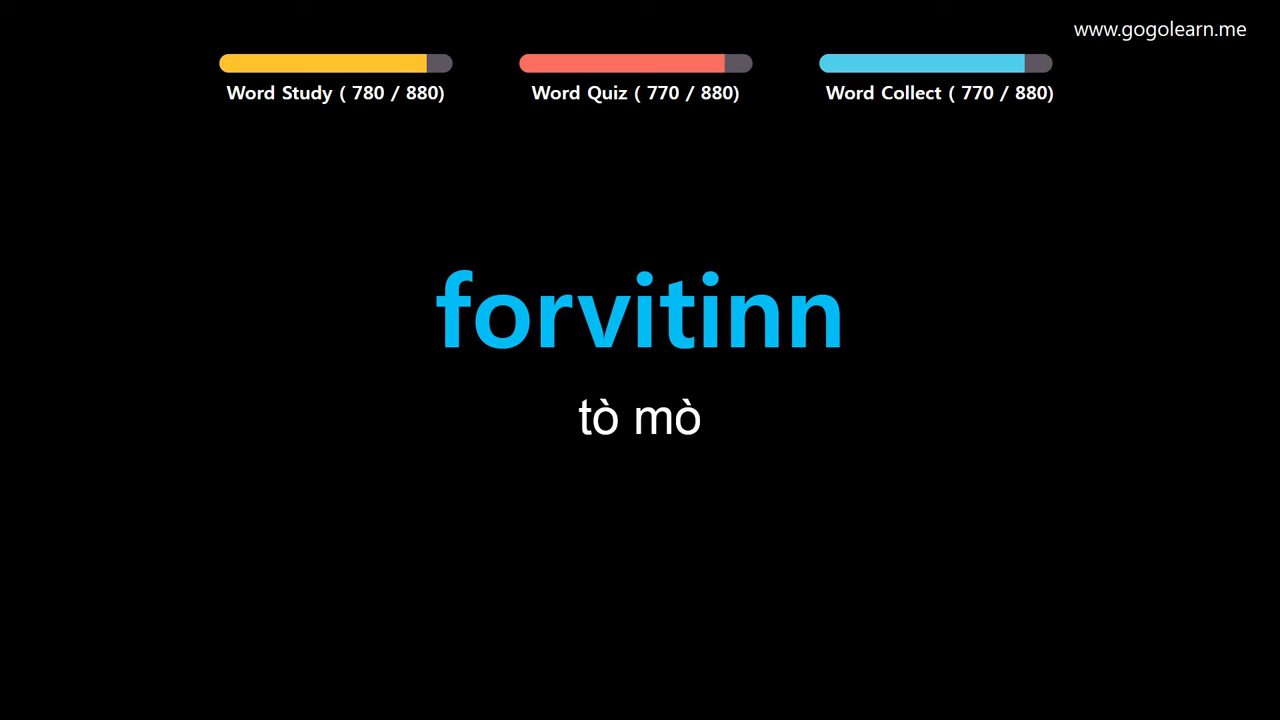 www.gogolearn.me
Word Study ( 780 / 880)
Word Quiz ( 770 / 880)
Word Collect ( 770 / 880)
forvitinn
tò mò